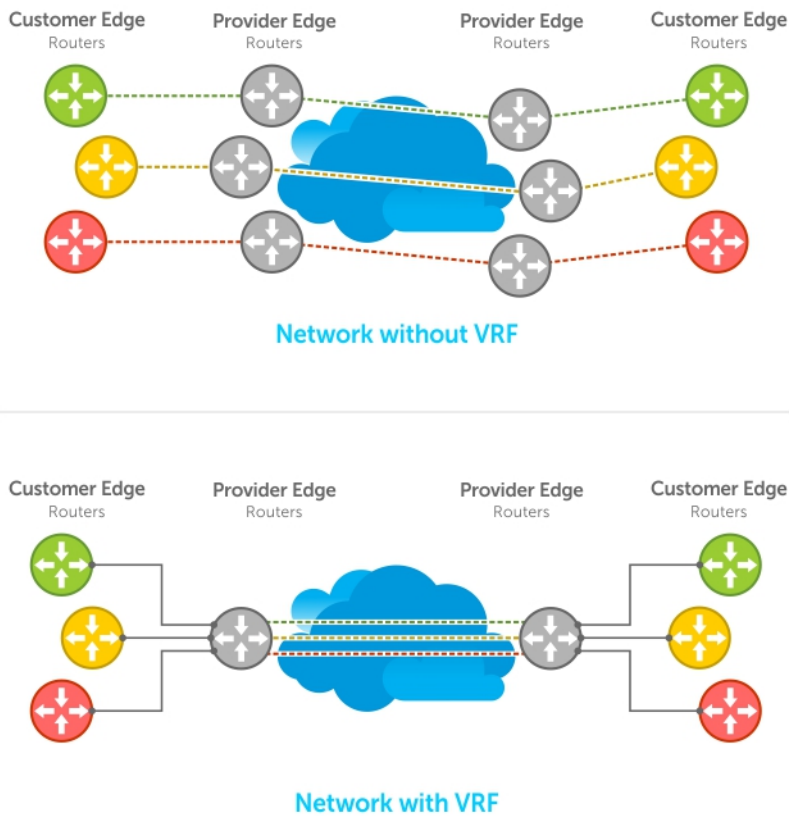 Customer Edge
Routers
Provider Edge
Routers
Provider Edge
Routers
Customer Edge
Routers
Network without VRF
Customer Edge
Routers
Provider Edge
Routers
Provider Edge
Routers
Customer Edge
Routers
Network with VRF